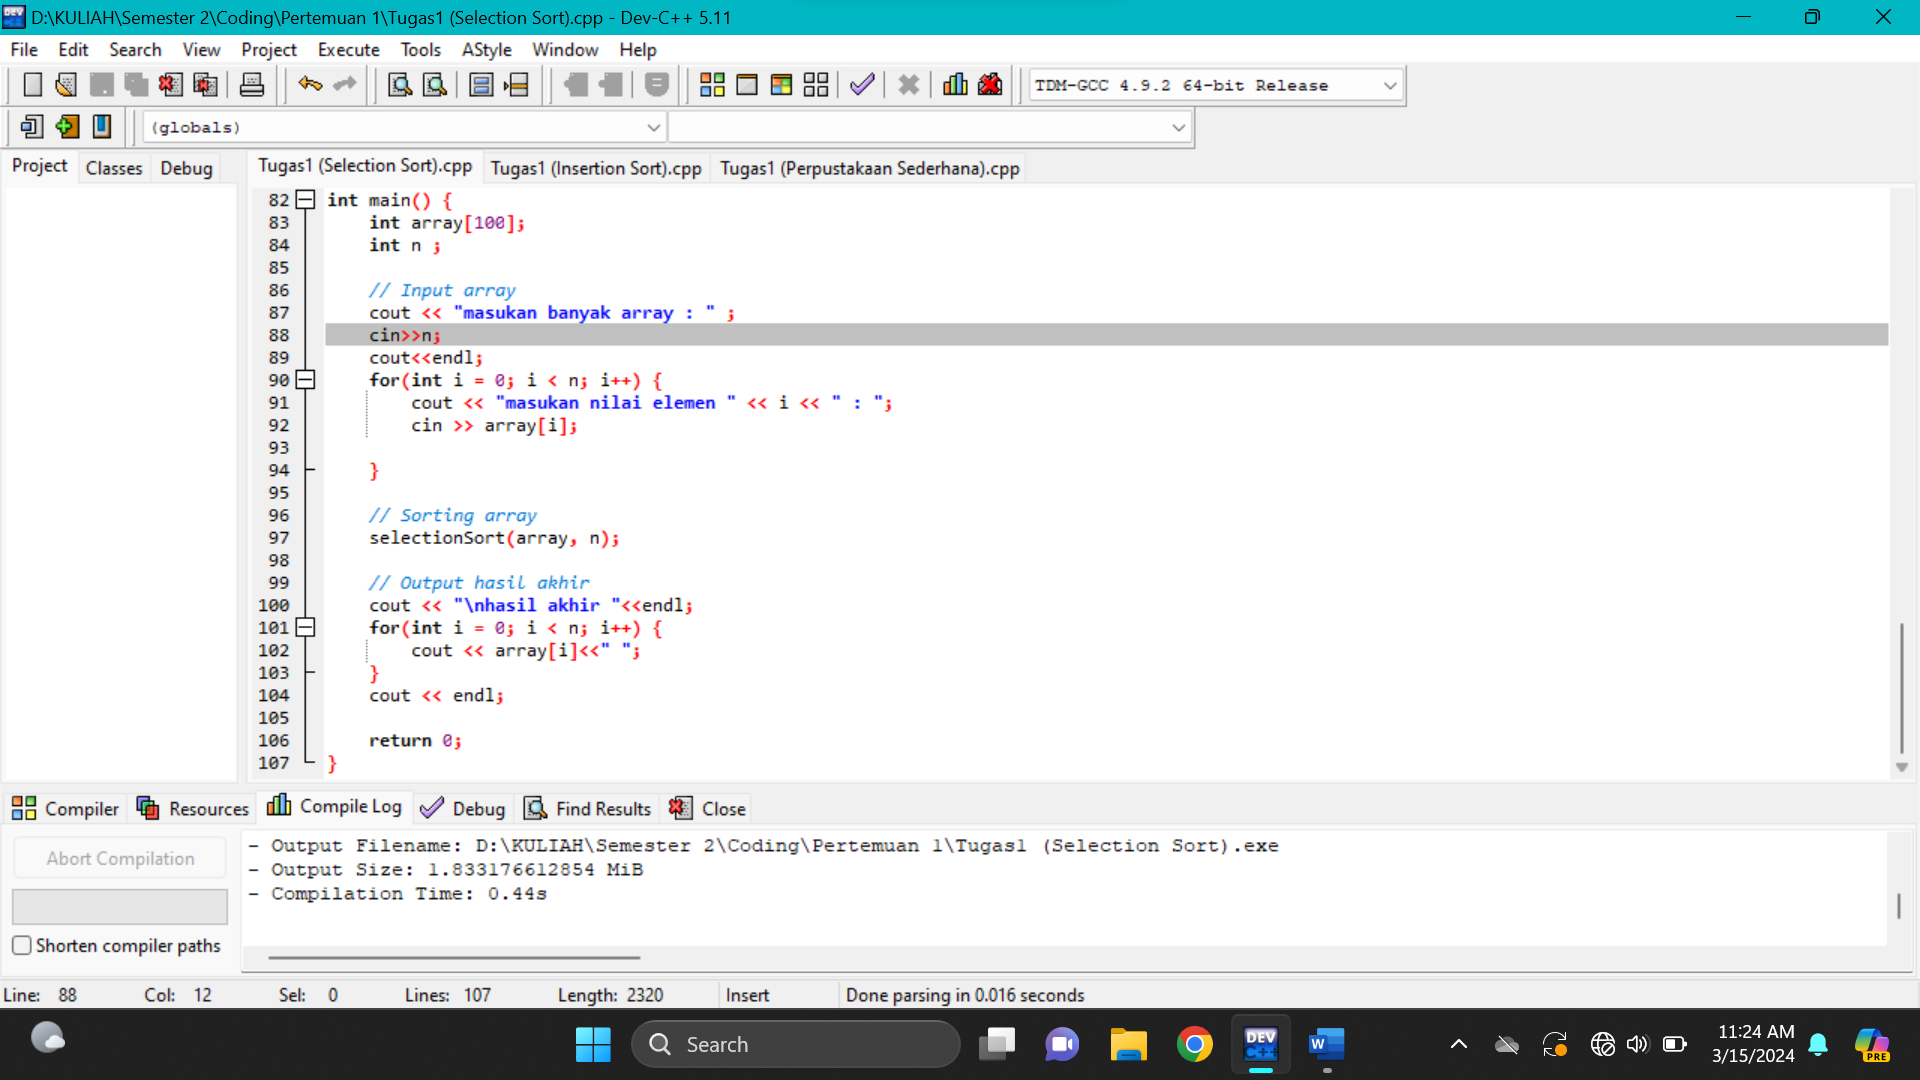 D:\KULIAH\Semester 2\Coding\Pertemuan 1\Tugas1 (Selection Sort).cpp - Dev-C++ 5.11
File Edit Search View Project Execute Tools AStyle Window Help
TDM-GCC 4.9.2 64-bit Release
(globals)
Project Classes Debug
Tugas1 (Selection Sort).cpp Tugas1 (Insertion Sort).cpp Tugas1 (Perpustakaan Sederhana).cpp
82 int main() {
83 int array[100];
84 int n ;
85
86 // Input array
87 cout << "masukan banyak array : " ;
88 cin>>n;
89 cout<<endl;
90 for(int i = 0; i < n; i++) {
91 cout << "masukan nilai elemen " << i << " : ";
92 cin >> array[i];
93
94 }
95
96 // Sorting array
97 selectionSort(array, n);
98
99 // Output hasil akhir
100 cout << "\nhasil akhir "<<endl;
101 for(int i = 0; i < n; i++) {
102 cout << array[i]<<" ";
103 }
104 cout << endl;
105
106 return 0;
107 }
Compiler Resources Compile Log Debug Find Results Close
Abort Compilation
Shorten compiler paths
- Output Filename: D:\KULIAH\Semester 2\Coding\Pertemuan 1\Tugas1 (Selection Sort).exe
- Output Size: 1.833176612854 MiB
- Compilation Time: 0.44s
Line: 88 Col: 12 Sel: 0 Lines: 107 Length: 2320 Insert Done parsing in 0.016 seconds
Search
DEV C++
W
11:24 AM
3/15/2024
PRE